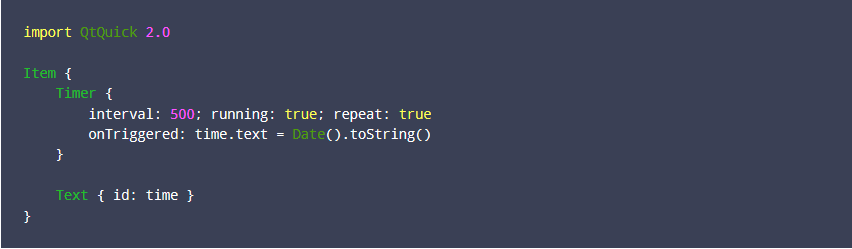 import QtQuick 2.0
Item {
Timer {
interval: 500; running: true; repeat: true
onTriggered: time.text = Date().toString()
}
Text { id: time }
}